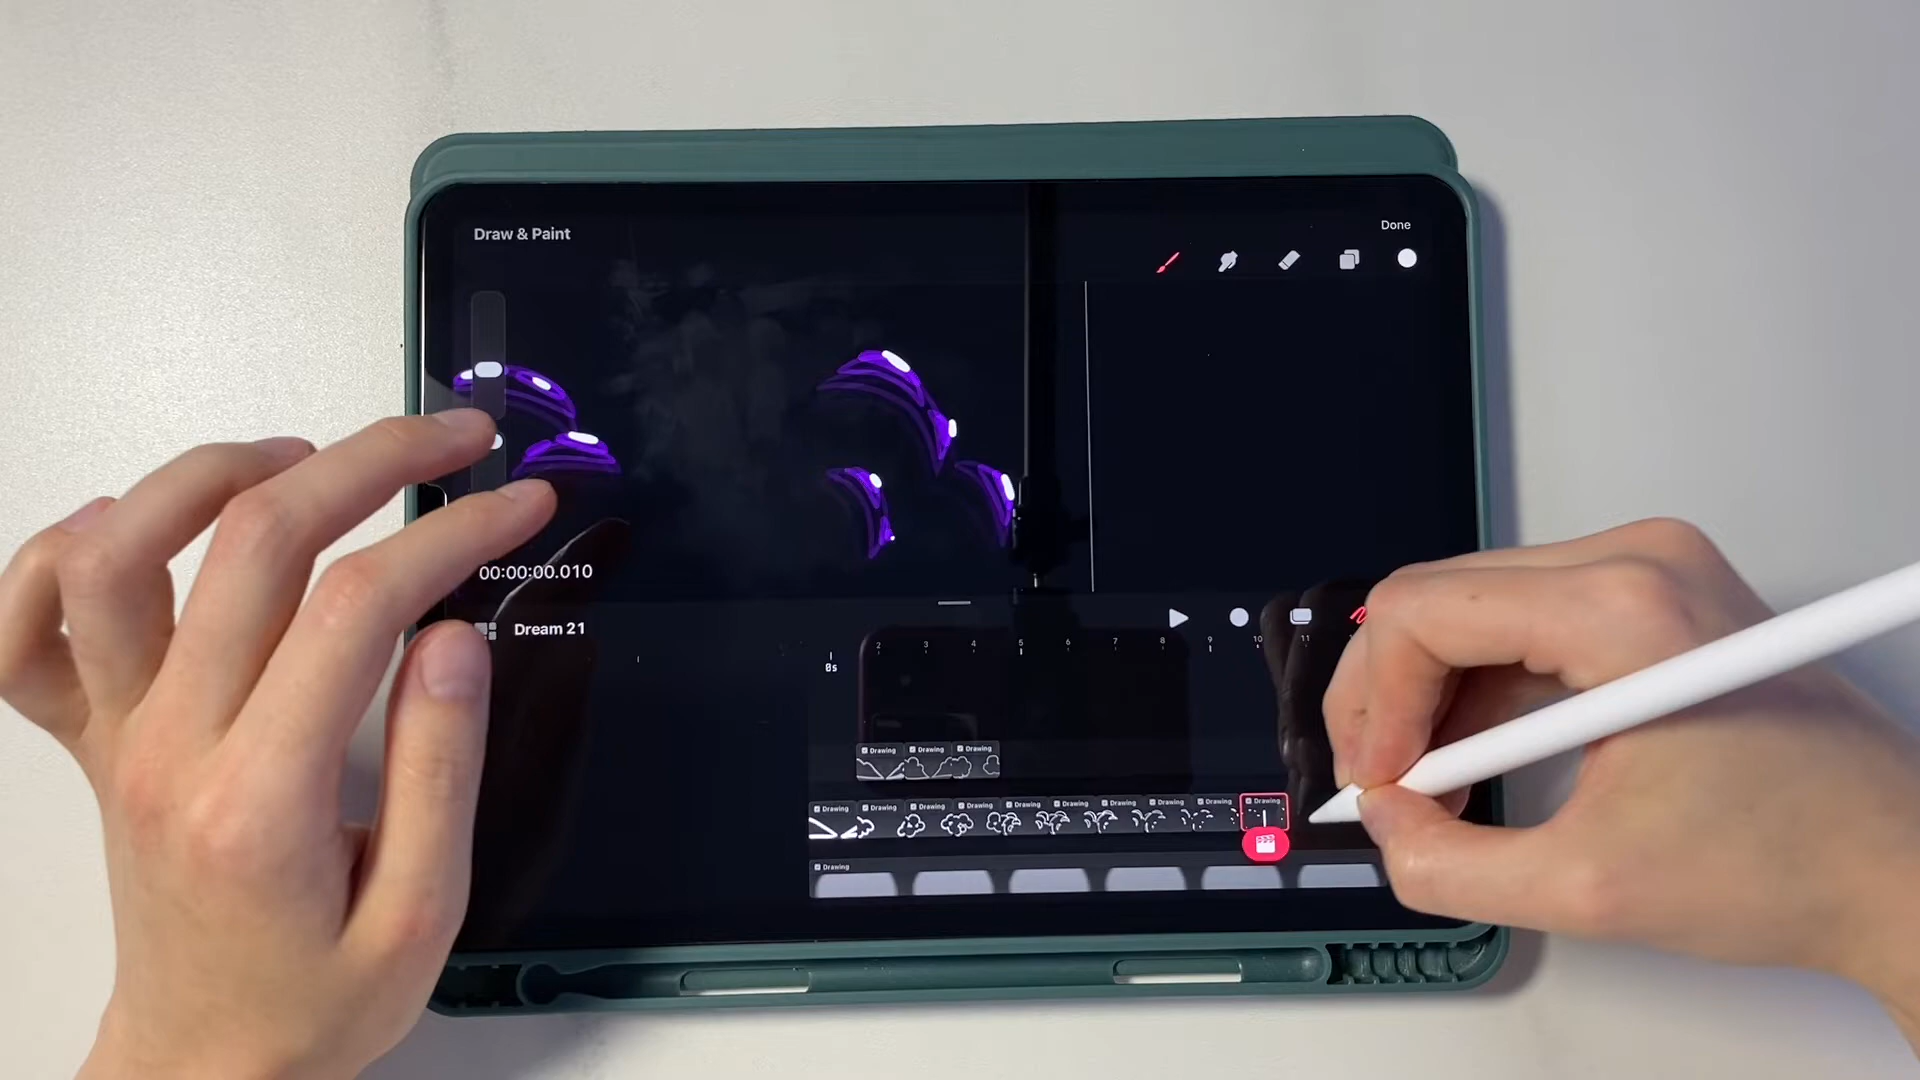 Draw & Paint
Done
00:00:00.010
Dream 21
2 3 4 5 6 7 8 9 10 11
0s
Drawing Drawing Drawing
Drawing Drawing Drawing Drawing Drawing Drawing Drawing Drawing Drawing Drawing
Drawing